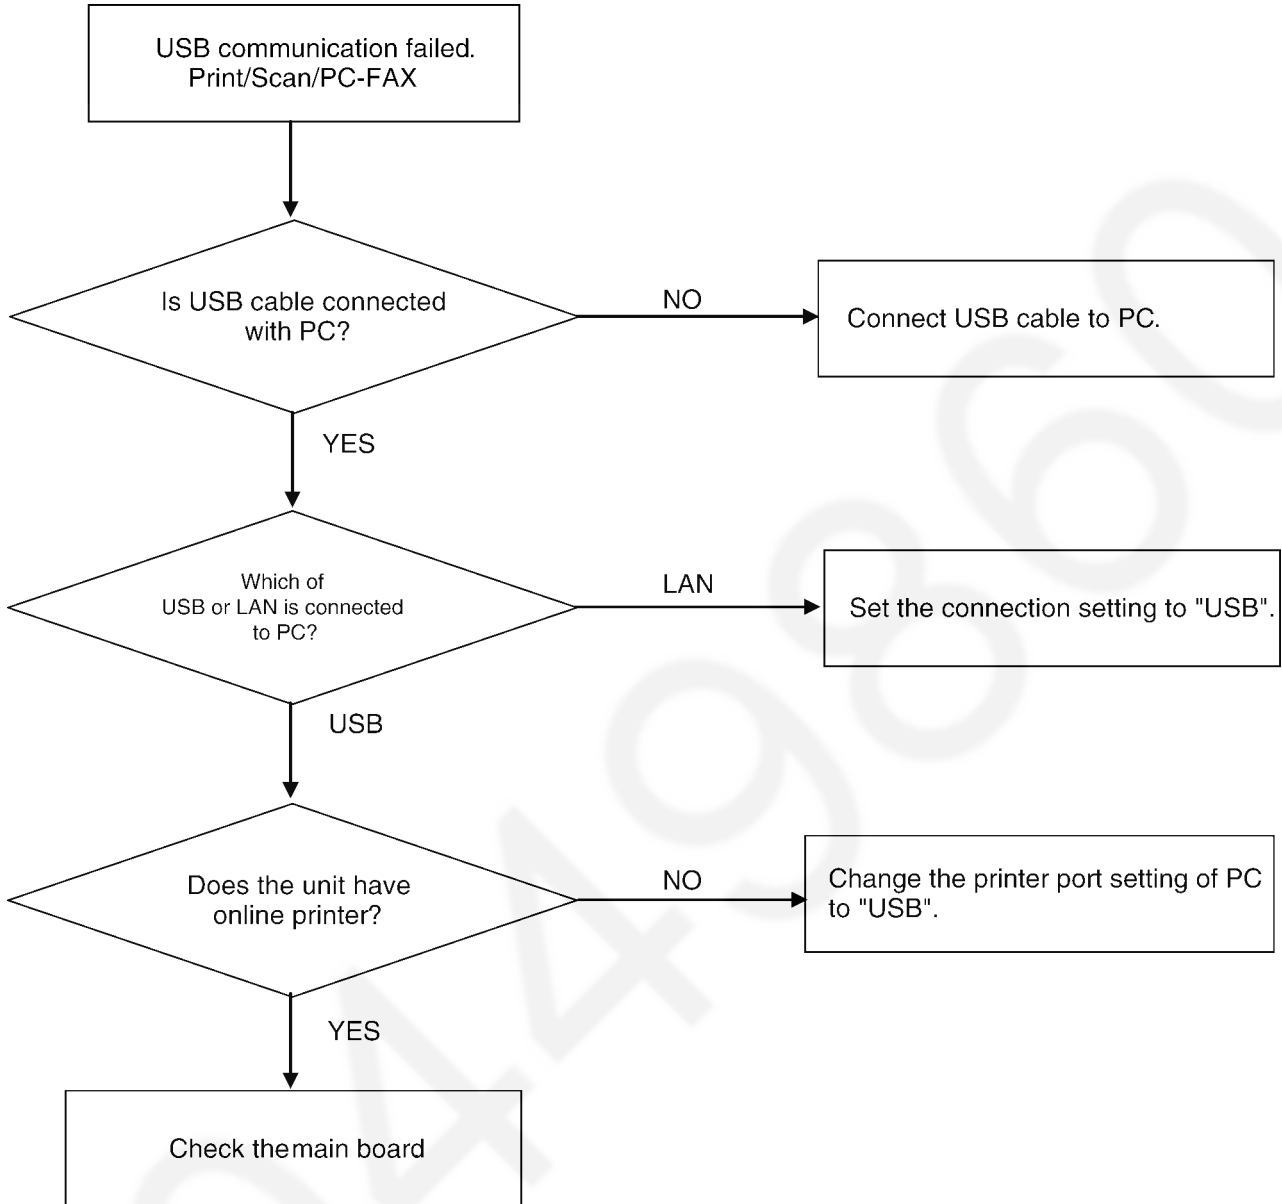 USB communication failed.
Print/Scan/PC-FAX
Is USB cable connected
with PC?
NO
Connect USB cable to PC.
YES
Which of
USB or LAN is connected
to PC?
LAN
Set the connection setting to "USB".
USB
Does the unit have
online printer?
NO
Change the printer port setting of PC
to "USB".
YES
Check themain board